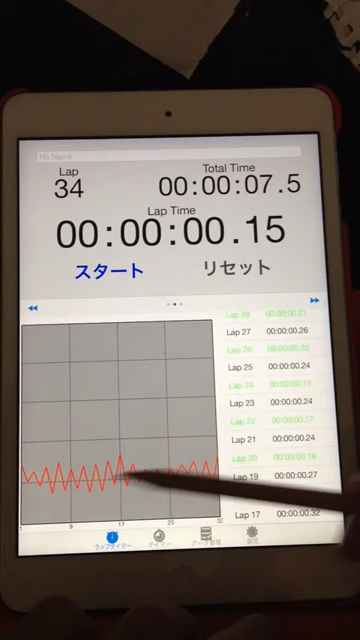 No Name
Lap
Total Time
34
00:00:07.5
Lap Time
00:00:00.15
スタート
リセット
Lap 28 00:00:00.21
Lap 27 00:00:00.26
Lap 26 00:00:00.20
Lap 25 00:00:00.24
Lap 24 00:00:00.16
Lap 23 00:00:00.24
Lap 22 00:00:00.17
Lap 21 00:00:00.24
Lap 20 00:00:00.18
Lap 19 00:00:00.27
Lap 17 00:00:00.32
1 9 17 25 33
ラップタイマー
タイマー
データ管理
設定